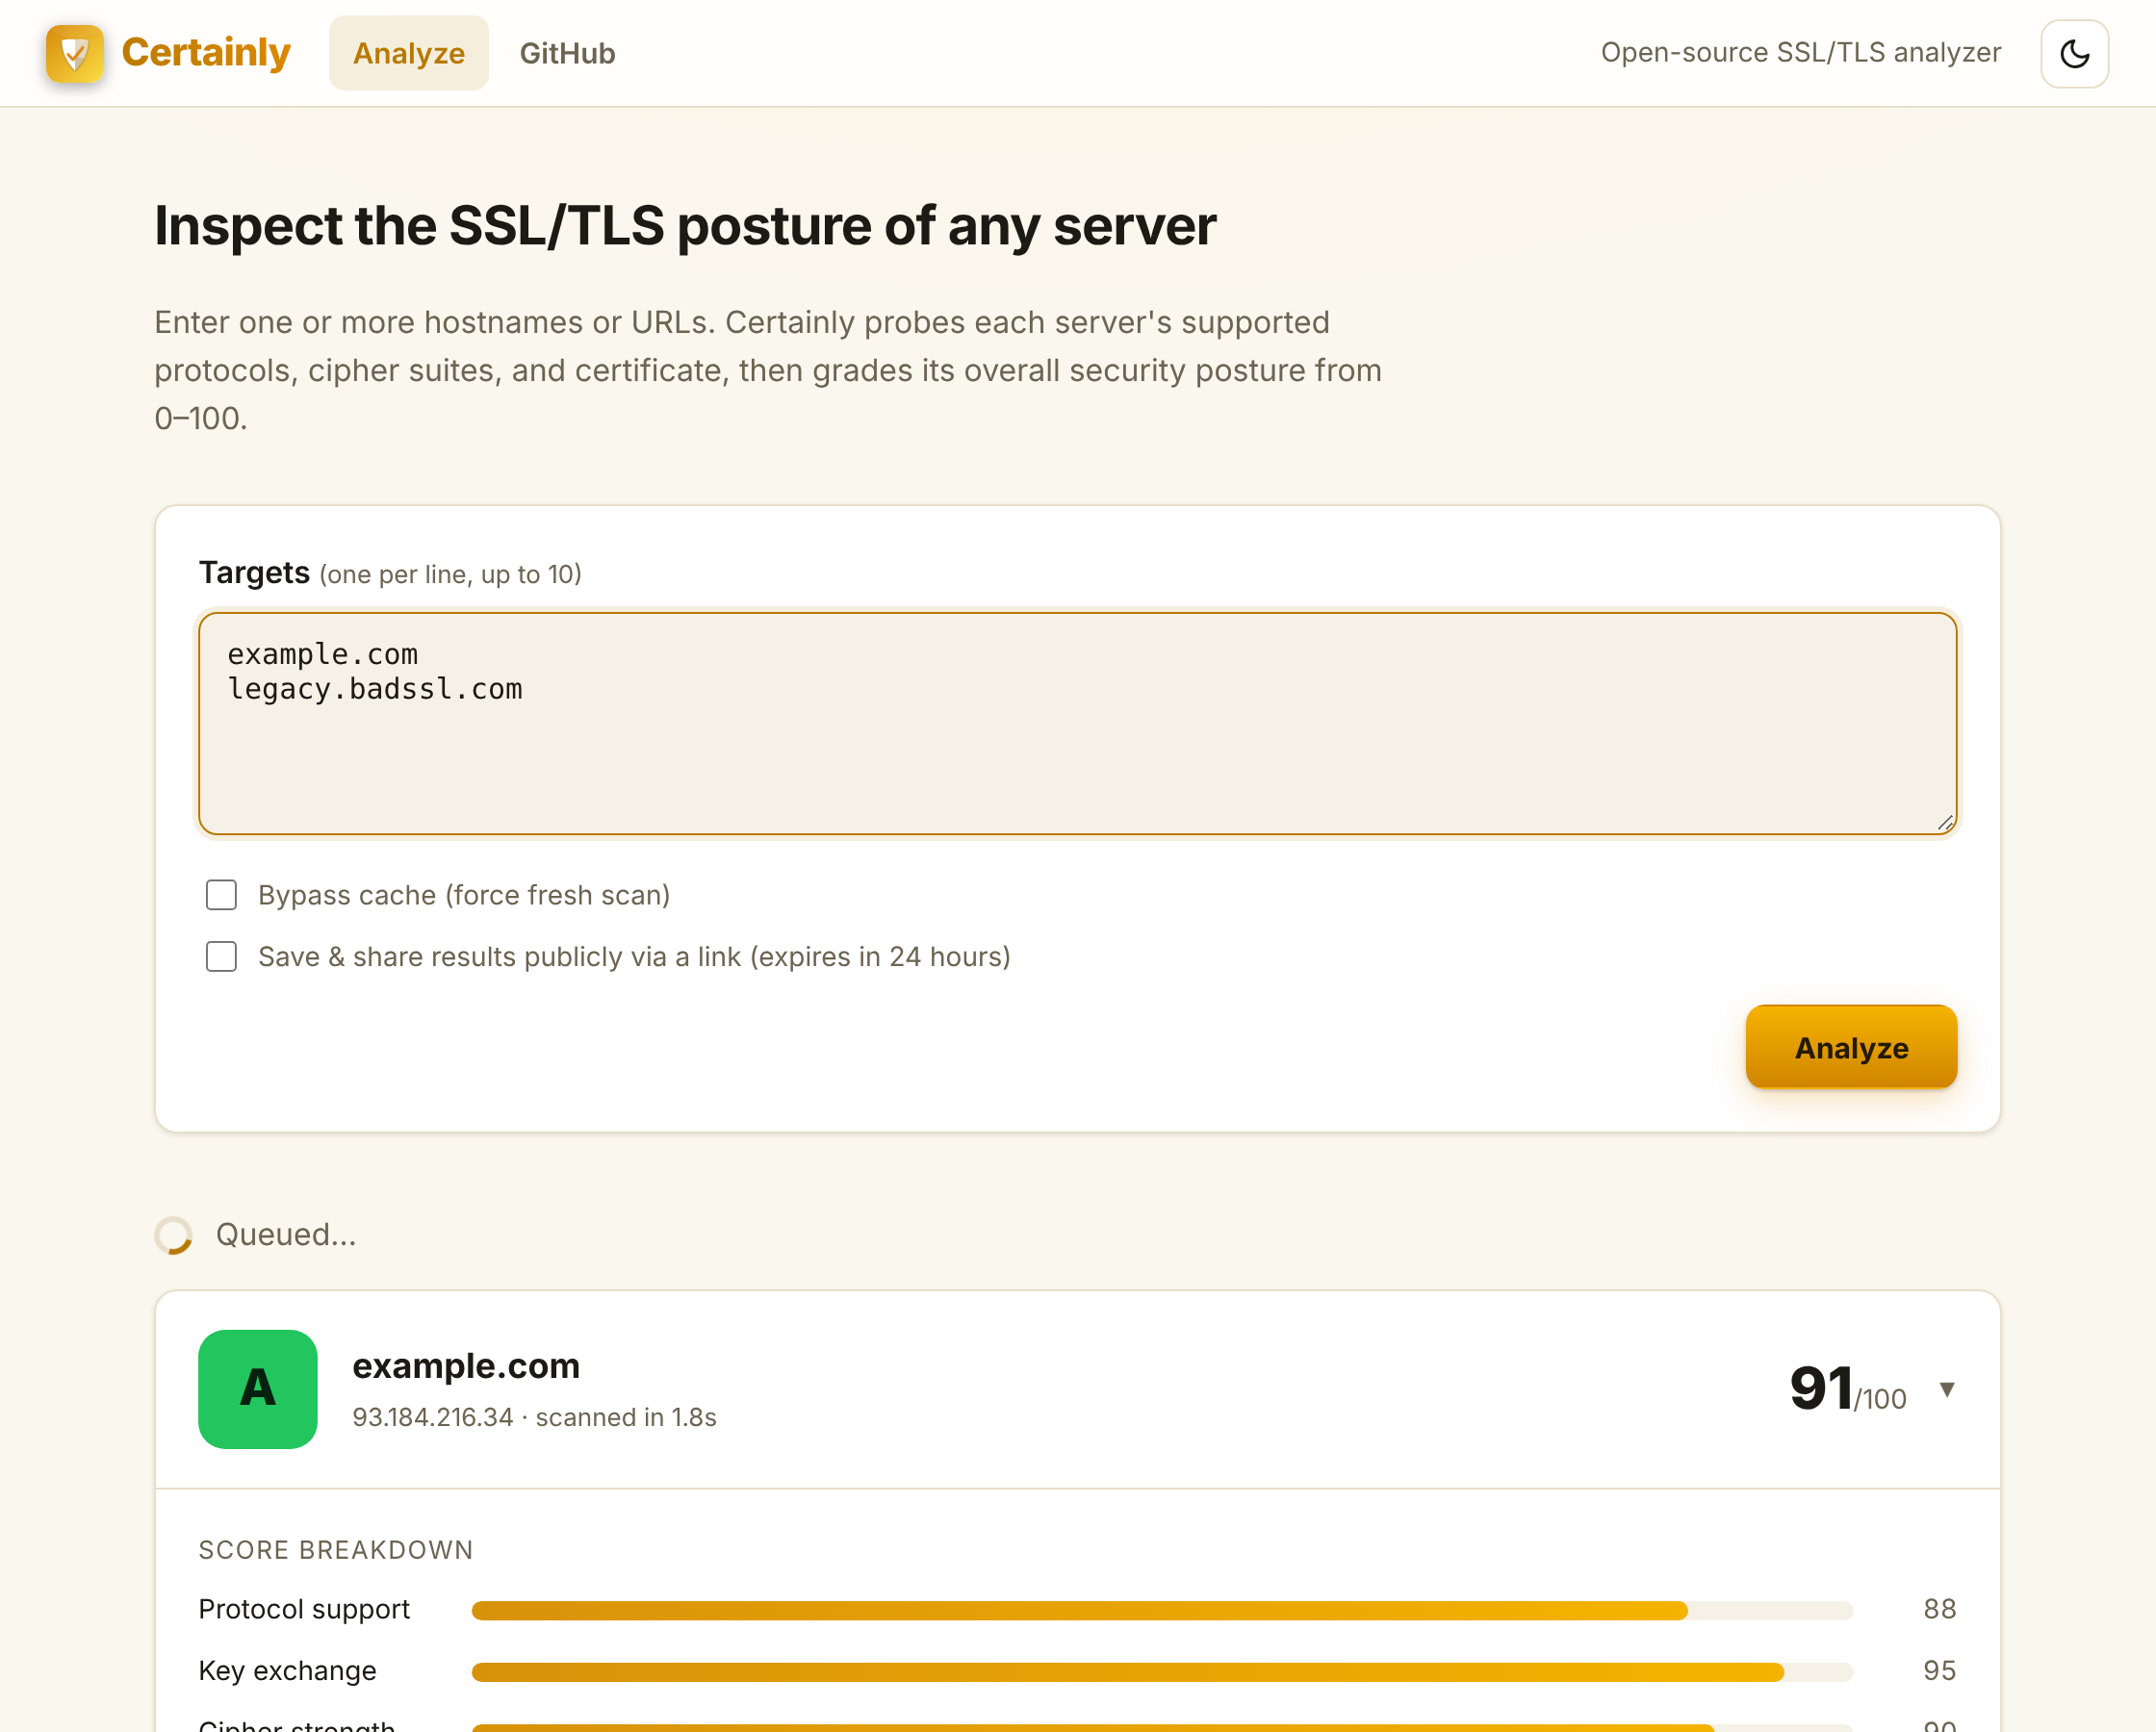 Certainly
Analyze
GitHub
Open-source SSL/TLS analyzer
Inspect the SSL/TLS posture of any server
Enter one or more hostnames or URLs. Certainly probes each server's supported
protocols, cipher suites, and certificate, then grades its overall security posture from
0–100.
Targets (one per line, up to 10)
example.com
legacy.badssl.com
Bypass cache (force fresh scan)
Save & share results publicly via a link (expires in 24 hours)
Analyze
Queued...
A
example.com
93.184.216.34 · scanned in 1.8s
91/100 ▼
SCORE BREAKDOWN
Protocol support 88
Key exchange 95
Cipher strength 90